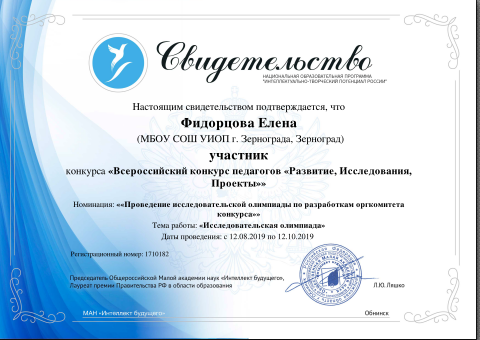 Свидетельство
НАЦИОНАЛЬНАЯ ОБРАЗОВАТЕЛЬНАЯ ПРОГРАММА
"ИНТЕЛЛЕКТУАЛЬНО-ТВОРЧЕСКИЙ ПОТЕНЦИАЛ РОССИИ"
Настоящим свидетельством подтверждается, что
Фидорцова Елена
(МБОУ СОШ УИОП г. Зернограда, Зерноград)
участник
конкурса «Всероссийский конкурс педагогов «Развитие, Исследования,
Проекты»»
Номинация: ««Проведение исследовательской олимпиады по разработкам оргкомитета
конкурса»»
Тема работы: «Исследовательская олимпиада»
Даты проведения: с 12.08.2019 по 12.10.2019
Регистрационный номер: 1710182
Председатель Общероссийской Малой академии наук «Интеллект будущего»,
Лауреат премии Правительства РФ в области образования
Л.Ю. Ляшко
МАН «Интеллект будущего»
Обнинск